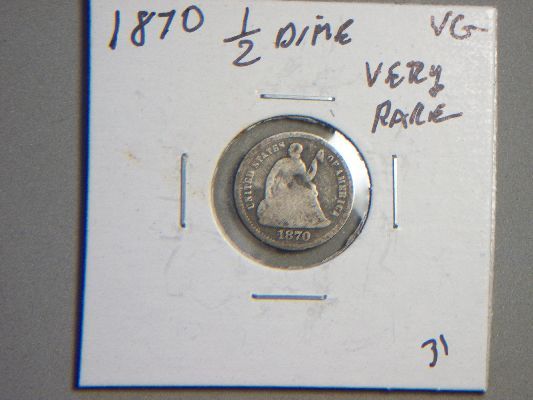 1870 1/2 DIME VG
VERY
RARE
UNITED STATES OF AMERICA
1870
31